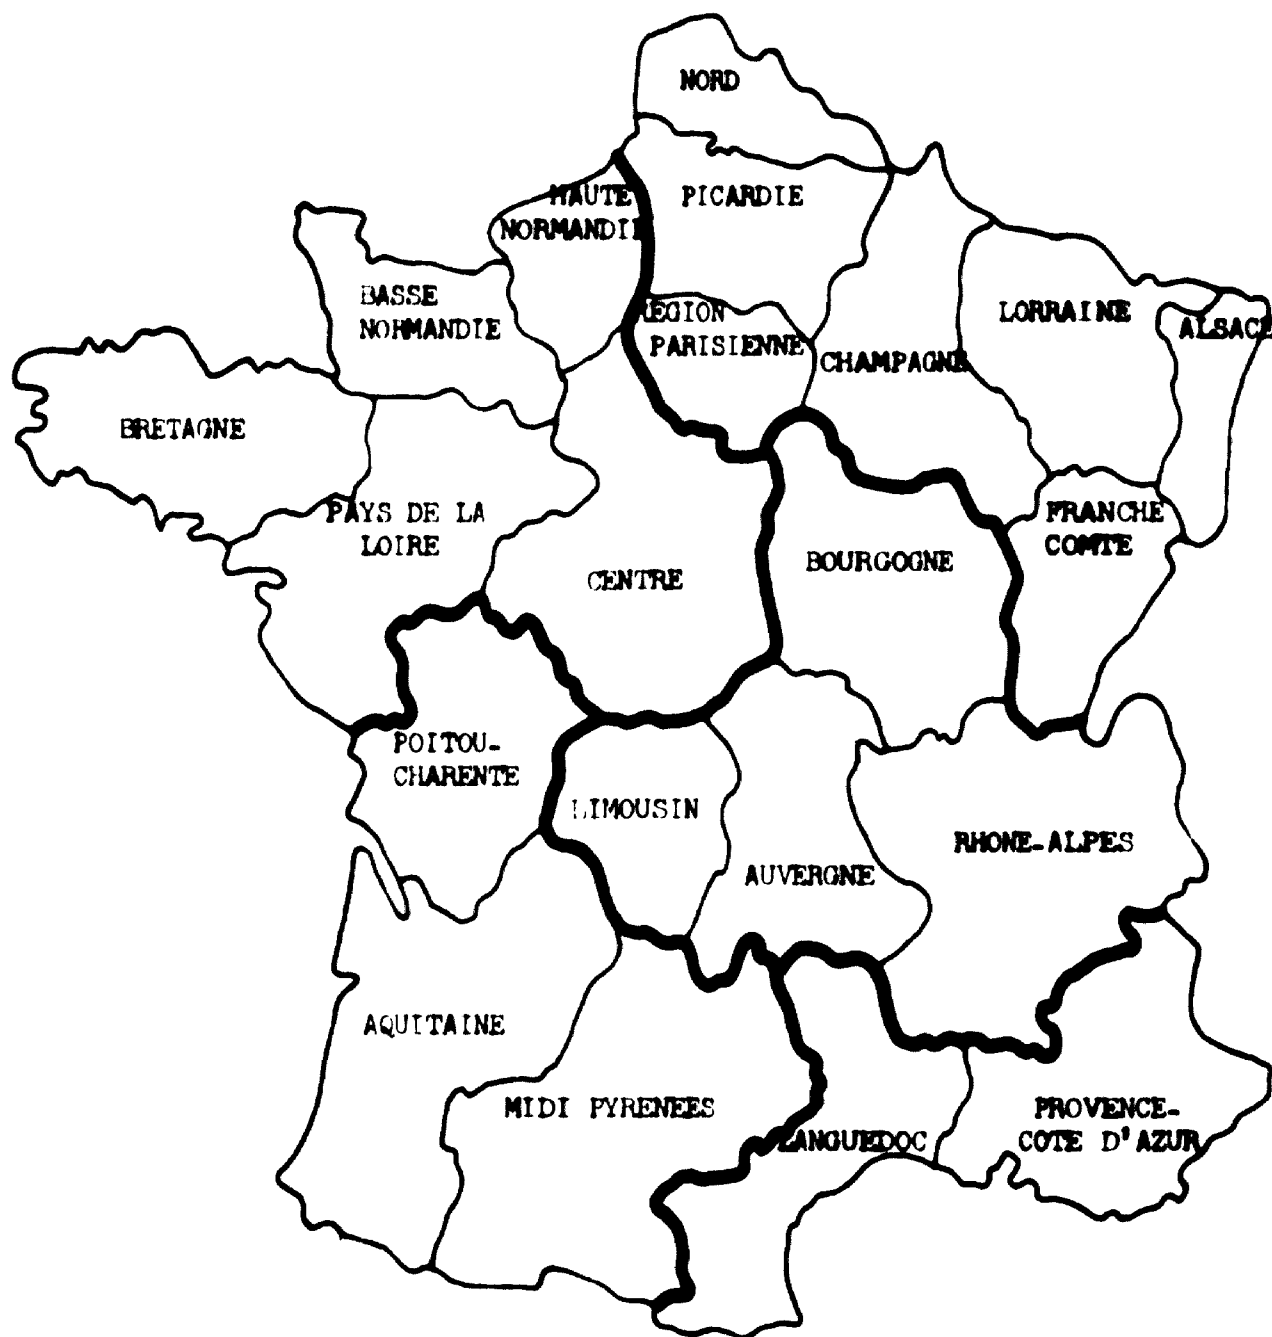 NORD
PICARDIE
HAUTE
NORMANDIE
BASSE
NORMANDIE
REGION
PARISIENNE
LORRAINE
ALSACE
CHAMPAGNE
BRETAGNE
PAYS DE LA
LOIRE
FRANCHE
COMTE
BOURGOGNE
CENTRE
POITOU-
CHARENTE
LIMOUSIN
RHONE-ALPES
AUVERGNE
AQUITAINE
MIDI PYRENEES
LANGUEDOC
PROVENCE-
COTE D'AZUR